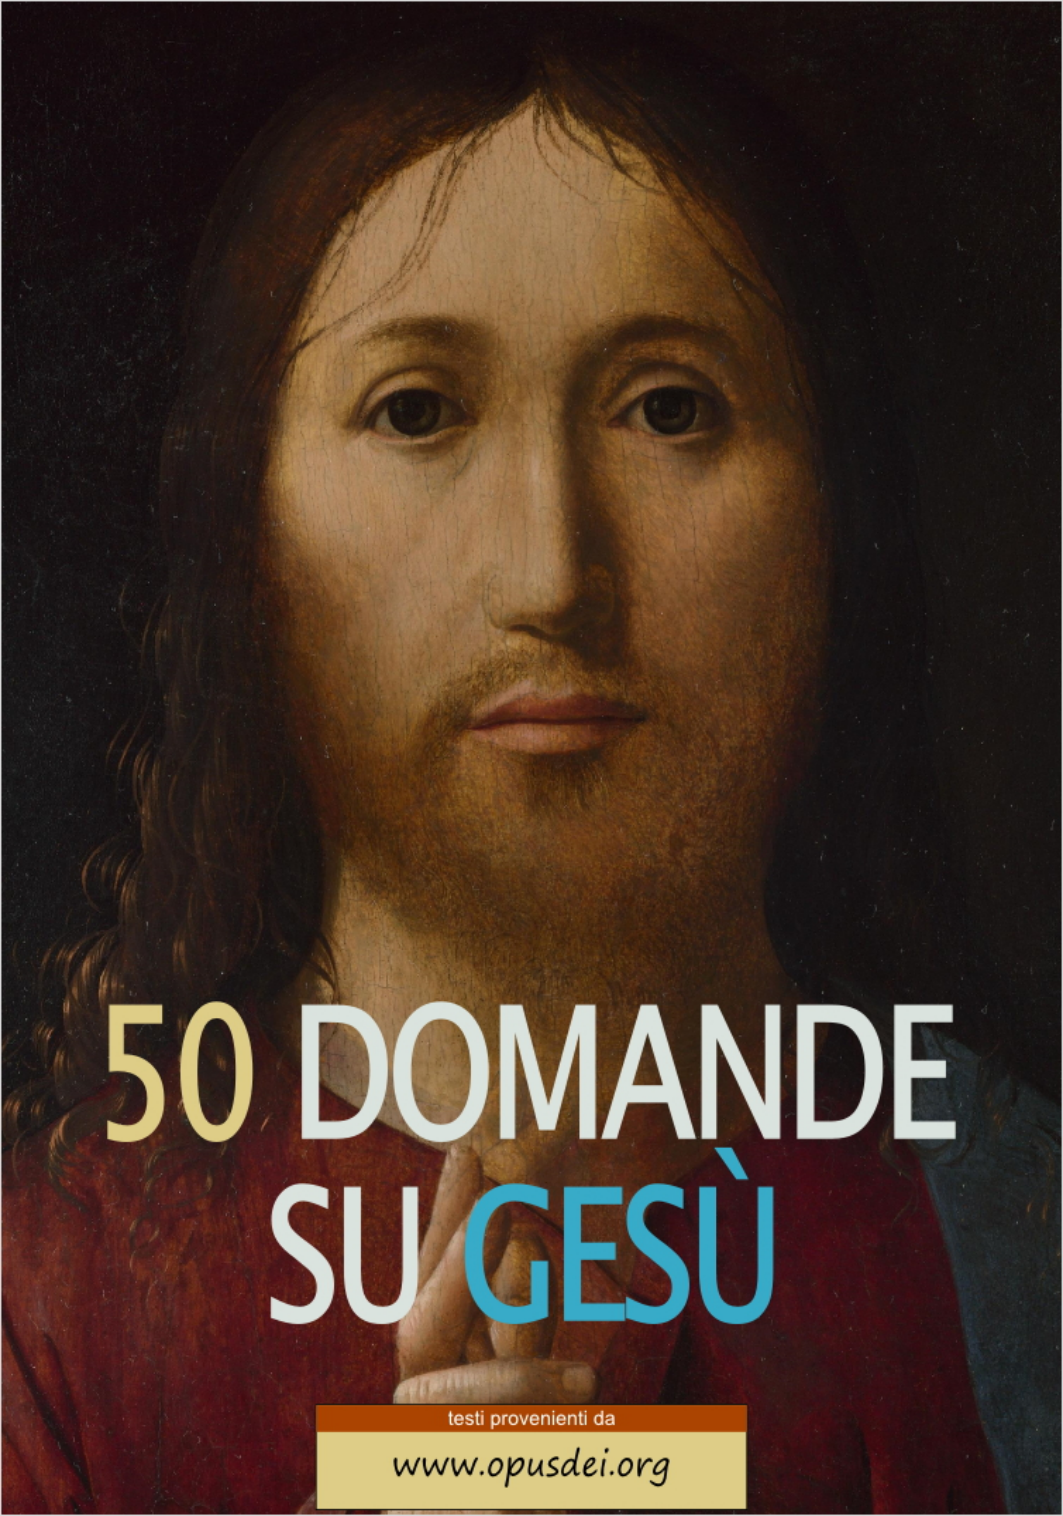 50 DOMANDE
SU GESÙ
testi provenienti da
www.opusdei.org